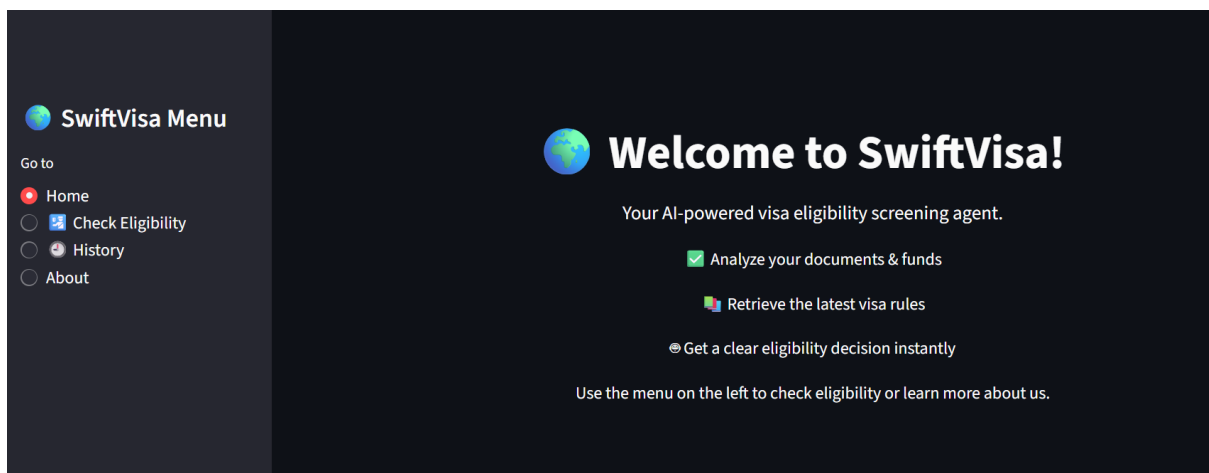 🌍 SwiftVisa Menu
Go to
Home
🛂 Check Eligibility
🕘 History
About
🌍 Welcome to SwiftVisa!
Your AI-powered visa eligibility screening agent.
✅ Analyze your documents & funds
📚 Retrieve the latest visa rules
Get a clear eligibility decision instantly
Use the menu on the left to check eligibility or learn more about us.